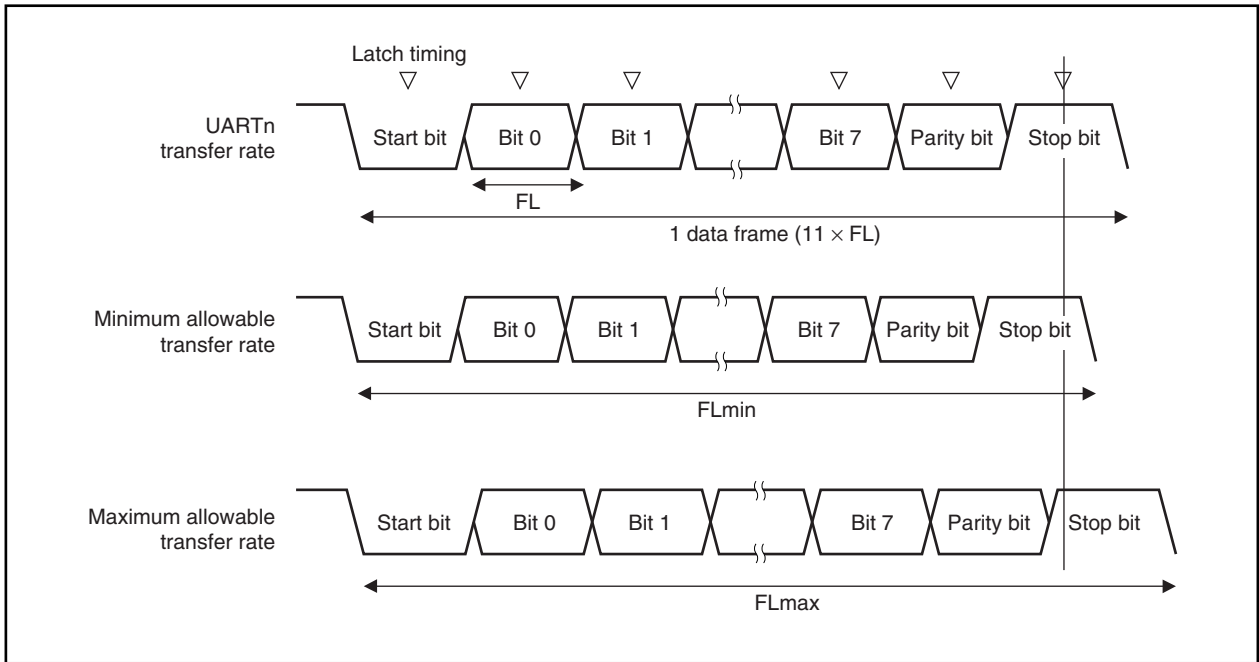 Latch timing
UARTn
transfer rate
Start bit
Bit 0
Bit 1
Bit 7
Parity bit
Stop bit
FL
1 data frame (11 × FL)
Minimum allowable
transfer rate
Start bit
Bit 0
Bit 1
Bit 7
Parity bit
Stop bit
FLmin
Maximum allowable
transfer rate
Start bit
Bit 0
Bit 1
Bit 7
Parity bit
Stop bit
FLmax